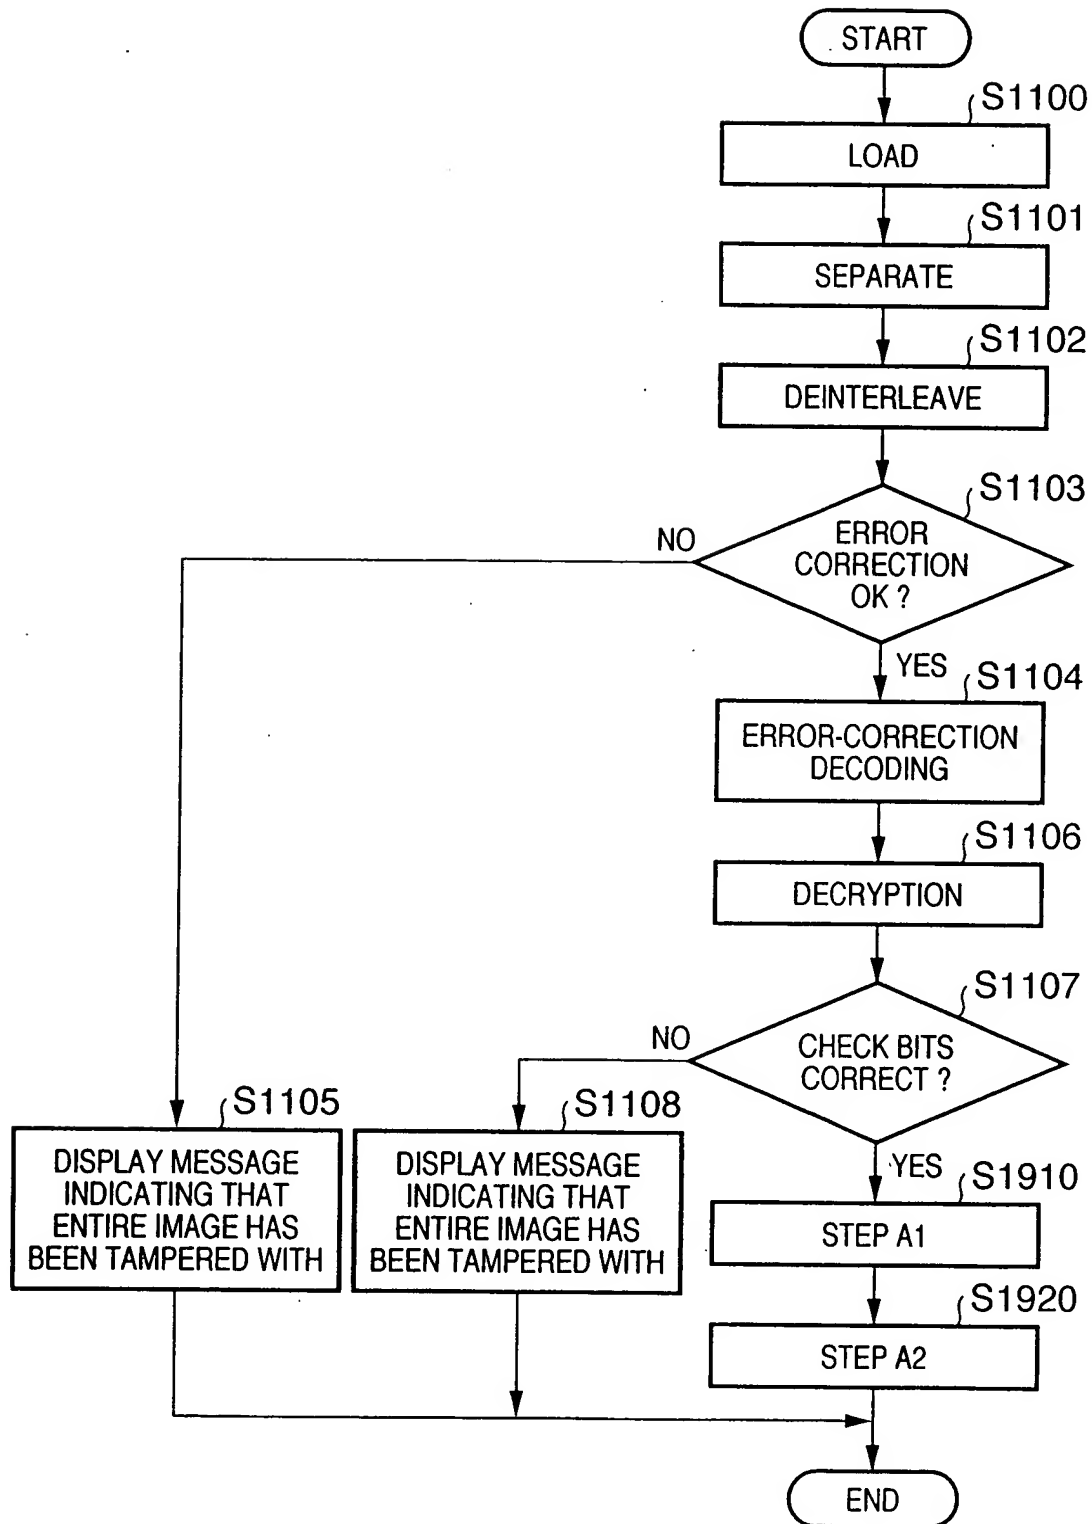 START
S1100
LOAD
S1101
SEPARATE
S1102
DEINTERLEAVE
S1103
ERROR
CORRECTION
OK ?
NO
YES
S1104
ERROR-CORRECTION
DECODING
S1106
DECRYPTION
S1107
CHECK BITS
CORRECT ?
NO
YES
S1105
DISPLAY MESSAGE
INDICATING THAT
ENTIRE IMAGE HAS
BEEN TAMPERED WITH
S1108
DISPLAY MESSAGE
INDICATING THAT
ENTIRE IMAGE HAS
BEEN TAMPERED WITH
S1910
STEP A1
S1920
STEP A2
END